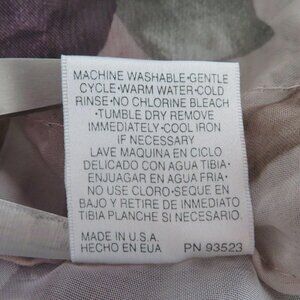 MACHINE WASHABLE•GENTLE
CYCLE•WARM WATER•COLD
RINSE•NO CHLORINE BLEACH
•TUMBLE DRY REMOVE
IMMEDIATELY•COOL IRON
IF NECESSARY
LAVE MAQUINA EN CICLO
DELICADO CON AGUA TIBIA•
ENJUAGAR EN AGUA FRIA•
NO USE CLORO•SEQUE EN
BAJO Y RETIRE DE IMMEDIATO
TIBIA PLANCHE SI NECESARIO
MADE IN U.S.A.
HECHO EN EUA PN 93523